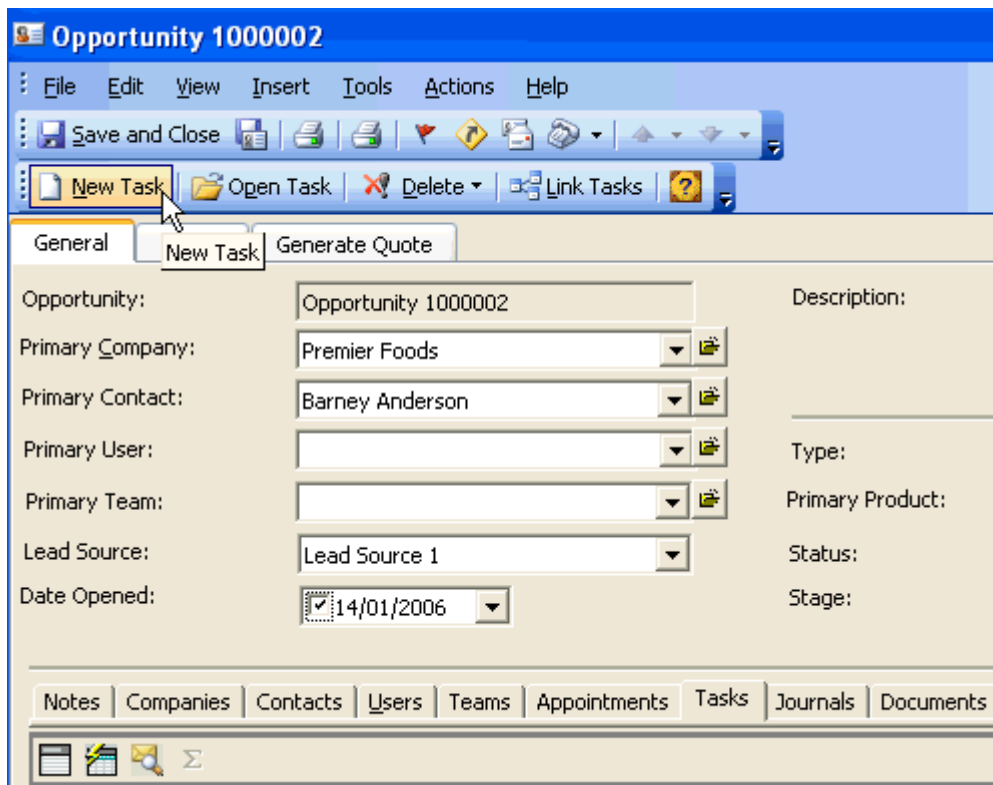 Opportunity 1000002
File Edit View Insert Tools Actions Help
Save and Close
New Task Open Task Delete Link Tasks
General New Task Generate Quote
Opportunity: Opportunity 1000002 Description:
Primary Company: Premier Foods
Primary Contact: Barney Anderson
Primary User: Type:
Primary Team: Primary Product:
Lead Source: Lead Source 1 Status:
Date Opened: 14/01/2006 Stage:
Notes Companies Contacts Users Teams Appointments Tasks Journals Documents
Σ